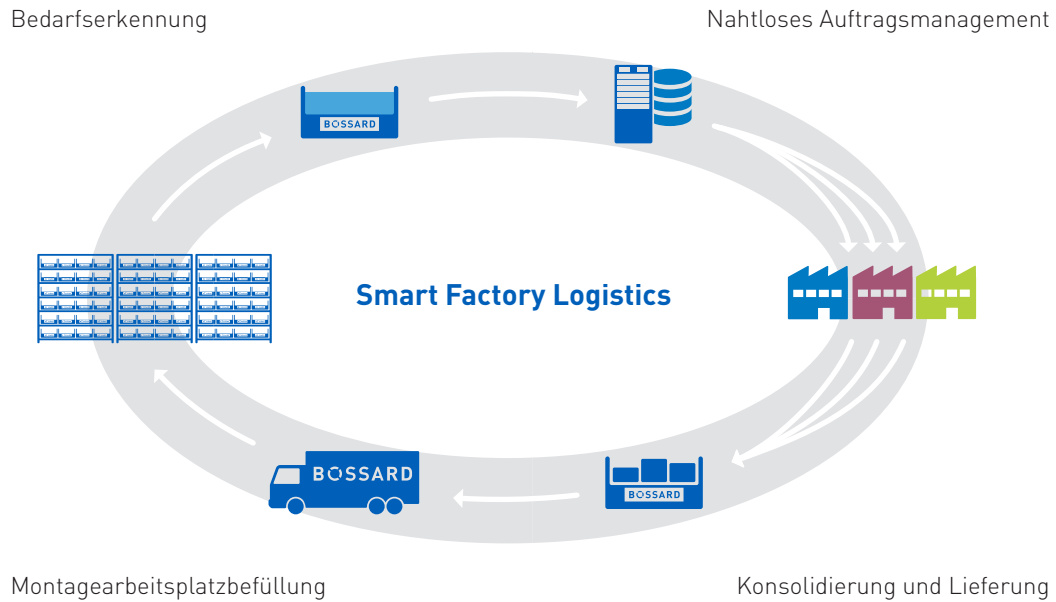 Bedarfserkennung
Nahtloses Auftragsmanagement
BOSSARD
Smart Factory Logistics
BOSSARD
BOSSARD
Montagearbeitsplatzbefüllung
Konsolidierung und Lieferung